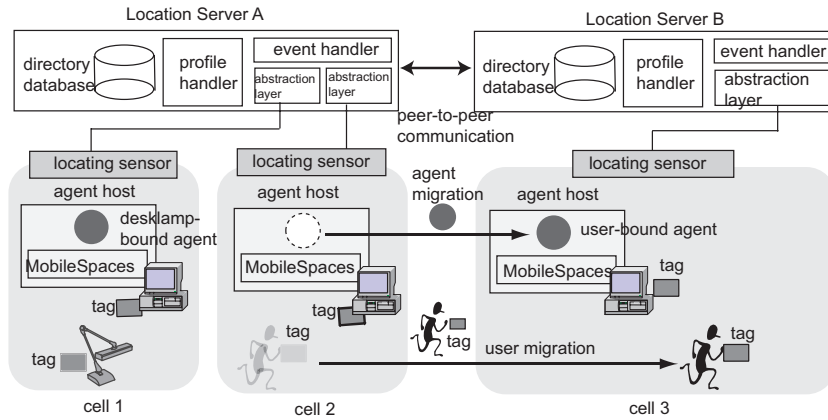 Location Server A
directory
database
profile
handler
event handler
abstraction
layer
abstraction
layer
Location Server B
directory
database
profile
handler
event handler
abstraction
layer
peer-to-peer
communication
locating sensor
locating sensor
locating sensor
agent host
desklamp-
bound agent
MobileSpaces
tag
tag
cell 1
agent host
MobileSpaces
tag
tag
cell 2
agent
migration
tag
user migration
agent host
user-bound agent
MobileSpaces
tag
tag
cell 3